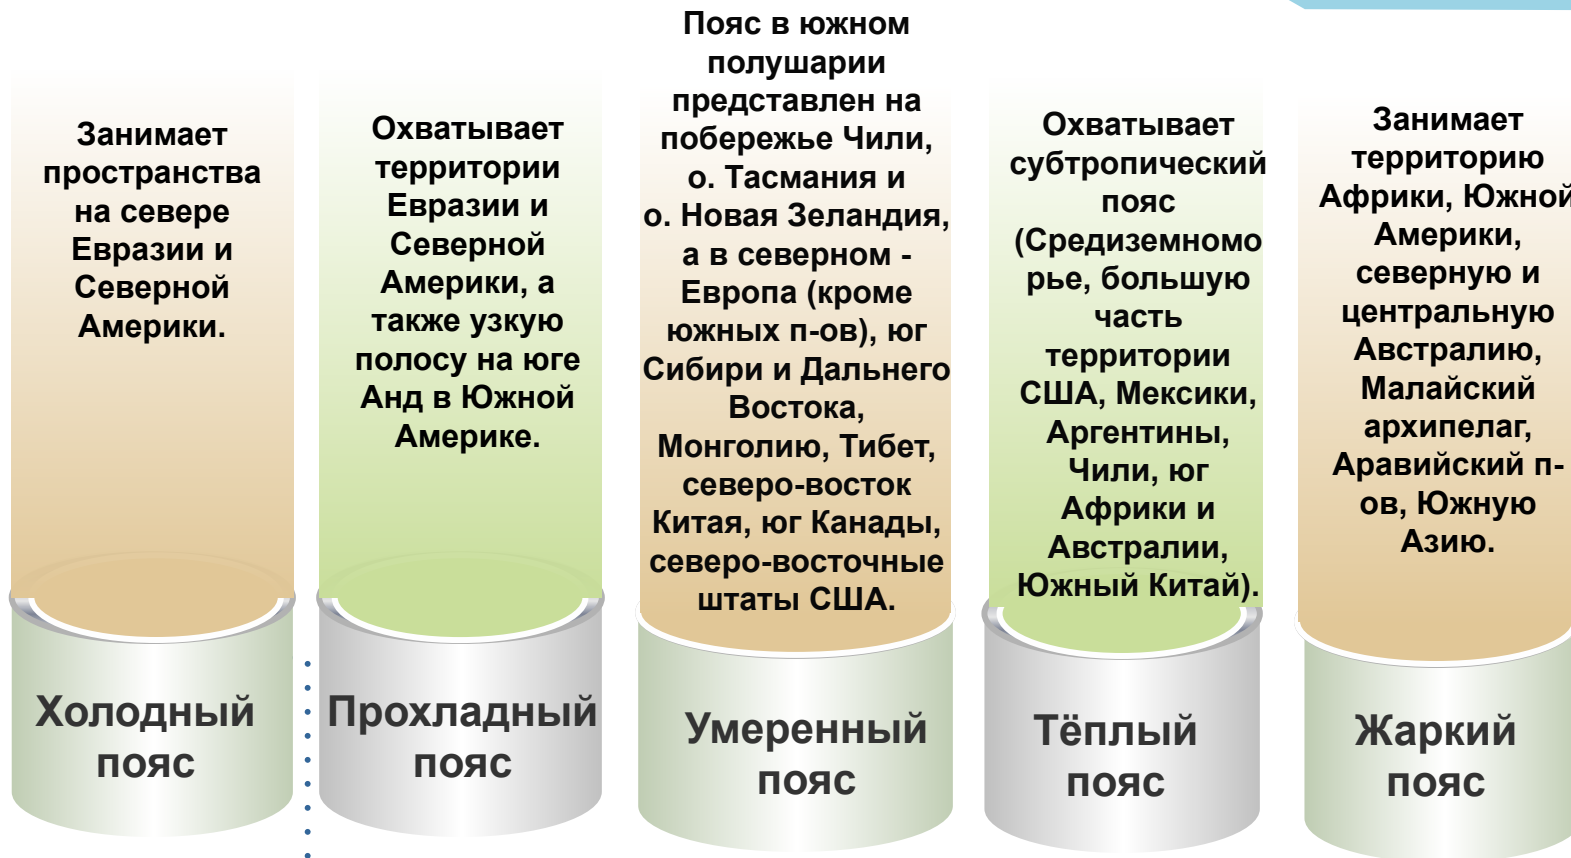 Занимает
пространства
на севере
Евразии и
Северной
Америки.
Холодный
пояс
Охватывает
территории
Евразии и
Северной
Америки, а
также узкую
полосу на юге
Анд в Южной
Америке.
Прохладный
пояс
Пояс в южном
полушарии
представлен на
побережье Чили,
о. Тасмания и
о. Новая Зеландия,
а в северном -
Европа (кроме
южных п-ов), юг
Сибири и Дальнего
Востока,
Монголию, Тибет,
северо-восток
Китая, юг Канады,
северо-восточные
штаты США.
Умеренный
пояс
Охватывает
субтропический
пояс
(Средиземномо
рье, большую
часть
территории
США, Мексики,
Аргентины,
Чили, юг
Африки и
Австралии,
Южный Китай).
Тёплый
пояс
Занимает
территорию
Африки, Южной
Америки,
северную и
центральную
Австралию,
Малайский
архипелаг,
Аравийский п-
ов, Южную
Азию.
Жаркий
пояс